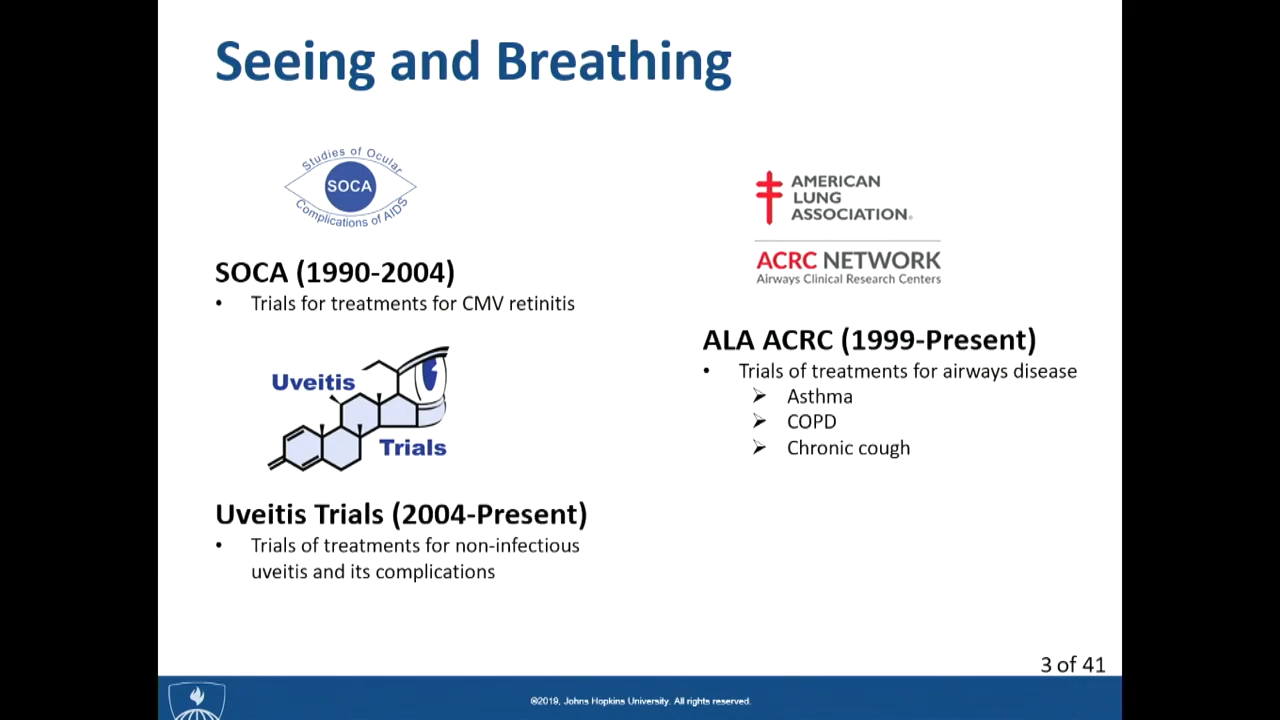 Seeing and Breathing
Studies of Ocular
SOCA
Complications of AIDS
SOCA (1990-2004)
• Trials for treatments for CMV retinitis
Uveitis
Trials
Uveitis Trials (2004-Present)
• Trials of treatments for non-infectious
uveitis and its complications
AMERICAN
LUNG
ASSOCIATION®
ACRC NETWORK
Airways Clinical Research Centers
ALA ACRC (1999-Present)
• Trials of treatments for airways disease
➢ Asthma
➢ COPD
➢ Chronic cough
3 of 41
©2019, Johns Hopkins University. All rights reserved.